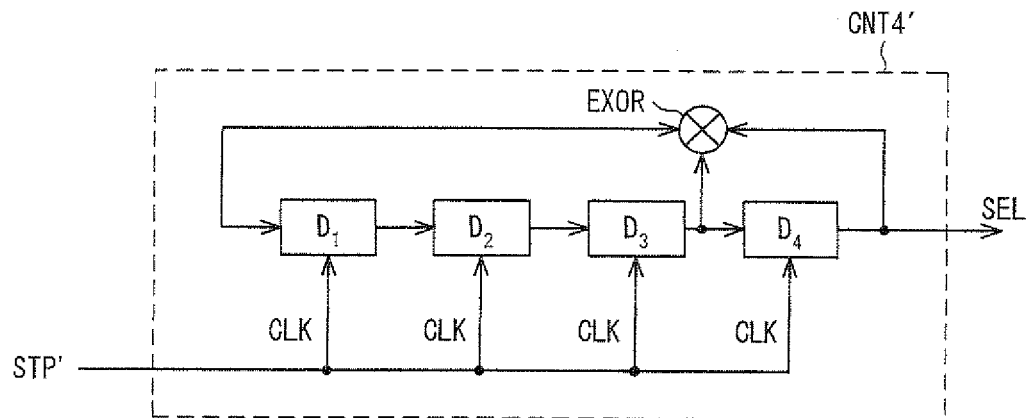 CNT4'
EXOR
D₁ D₂ D₃ D₄
SEL
CLK CLK CLK CLK
STP'